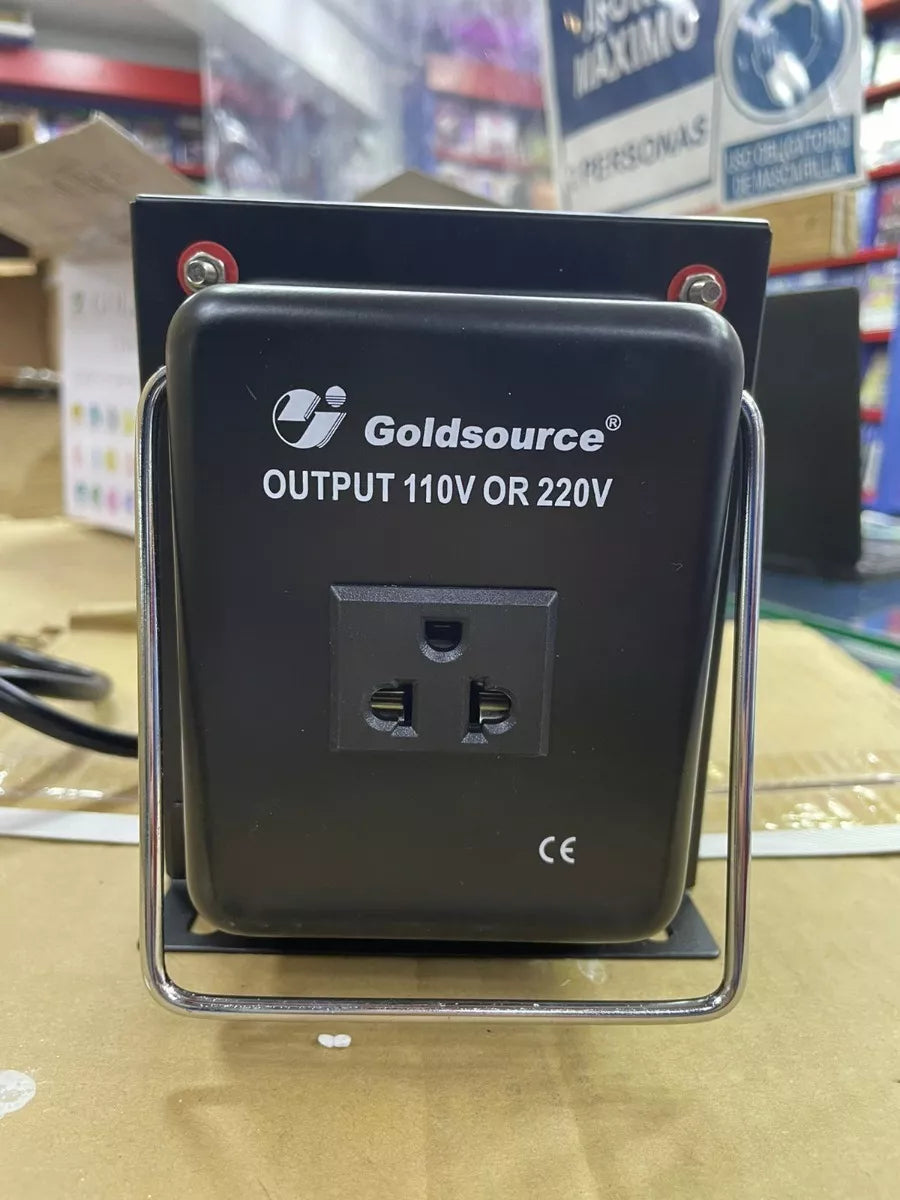 MAXIMO
PERSONAS
USO OBLIGATORIO
DE MASCARILLA
Goldsource®
OUTPUT 110V OR 220V
CE